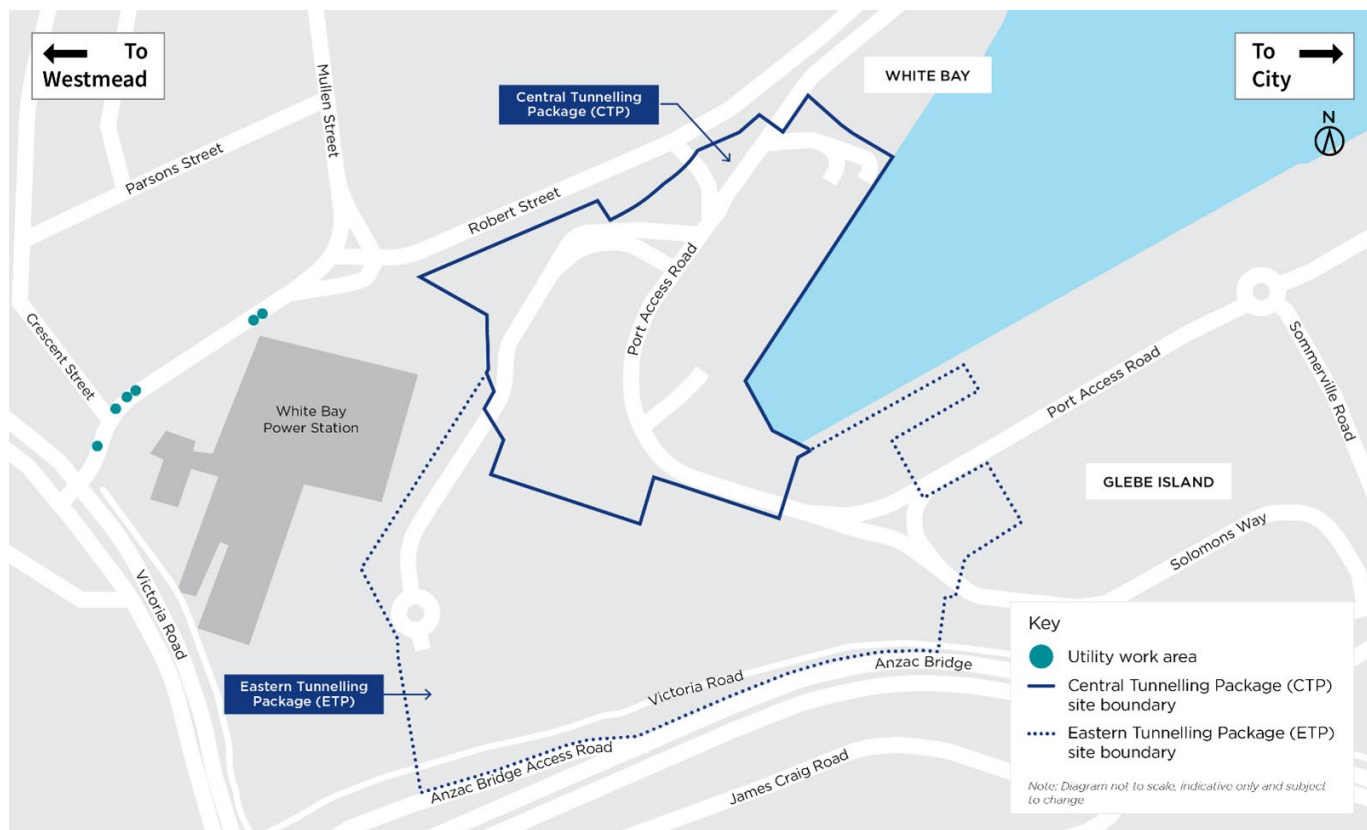 To
Westmead
To
City
N
WHITE BAY
Central Tunnelling
Package (CTP)
Mullen Street
Parsons Street
Robert Street
Port Access Road
Crescent Street
White Bay
Power Station
Port Access Road
Sommerville Road
GLEBE ISLAND
Solomons Way
Victoria Road
Eastern Tunnelling
Package (ETP)
Victoria Road
Anzac Bridge
Anzac Bridge Access Road
James Craig Road
Key
Utility work area
Central Tunnelling Package (CTP)
site boundary
Eastern Tunnelling Package (ETP)
site boundary
Note: Diagram not to scale, indicative only and subject
to change